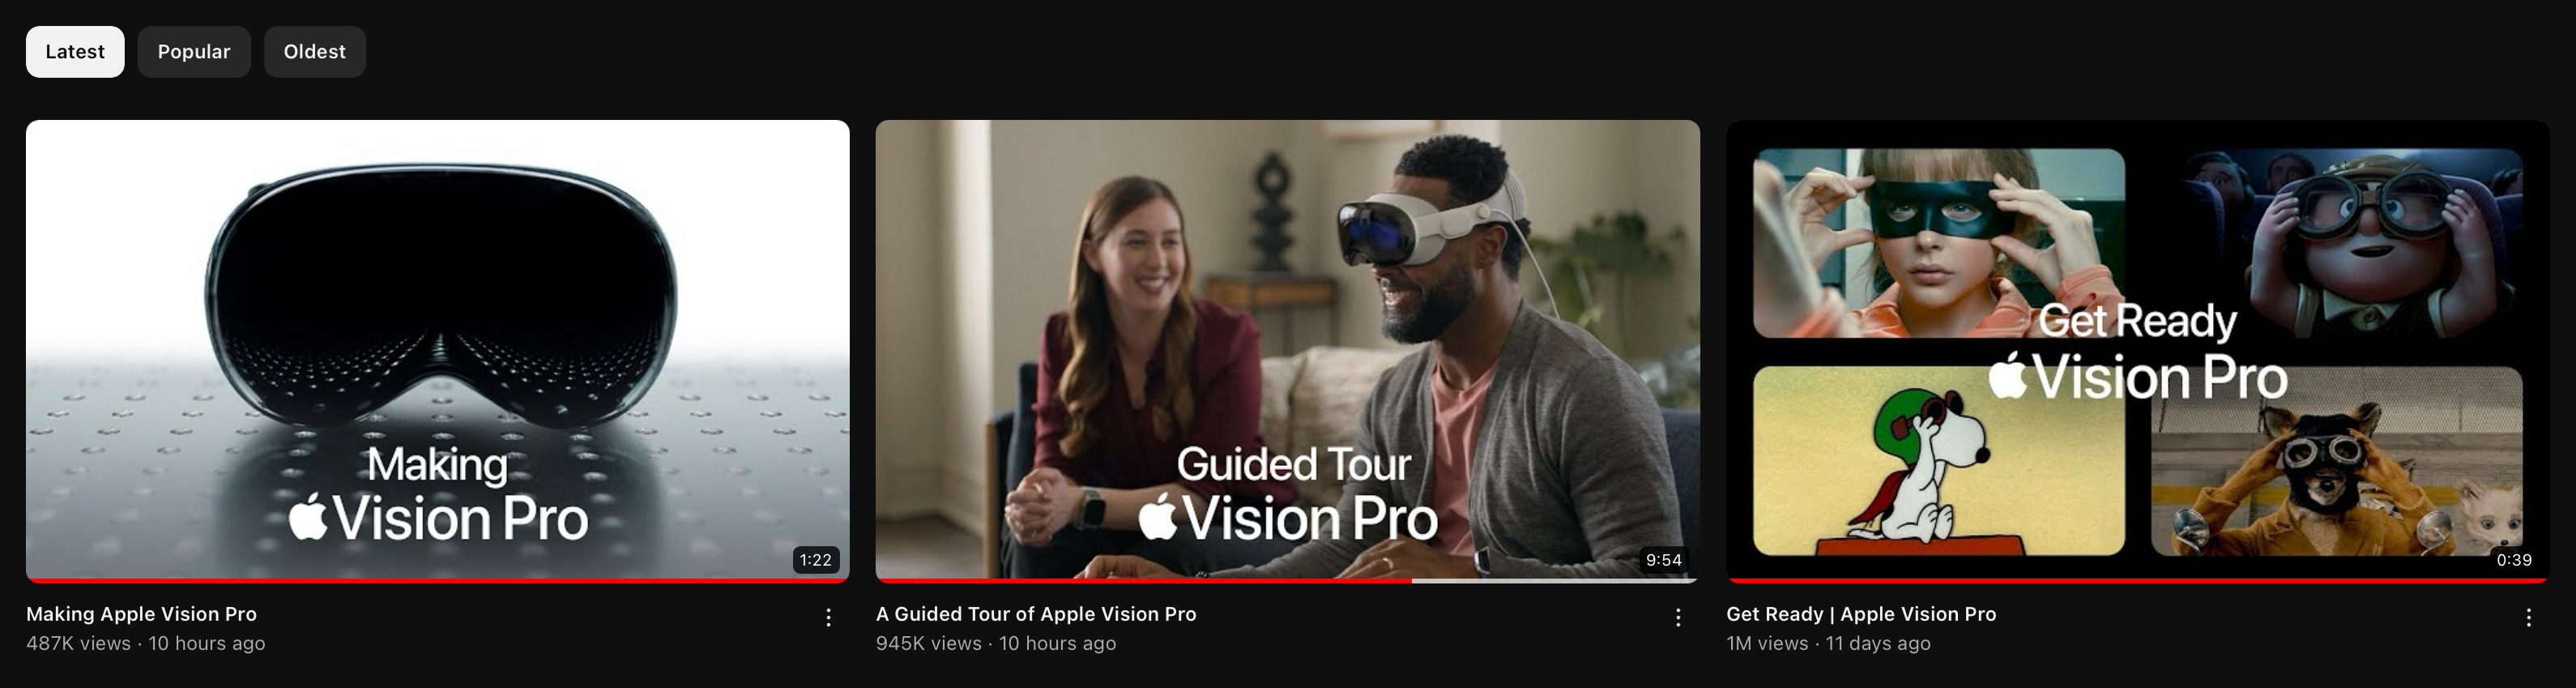 Latest
Popular
Oldest
Making
Vision Pro
1:22
Guided Tour
Vision Pro
9:54
Get Ready
Vision Pro
0:39
Making Apple Vision Pro
487K views · 10 hours ago
A Guided Tour of Apple Vision Pro
945K views · 10 hours ago
Get Ready | Apple Vision Pro
1M views · 11 days ago